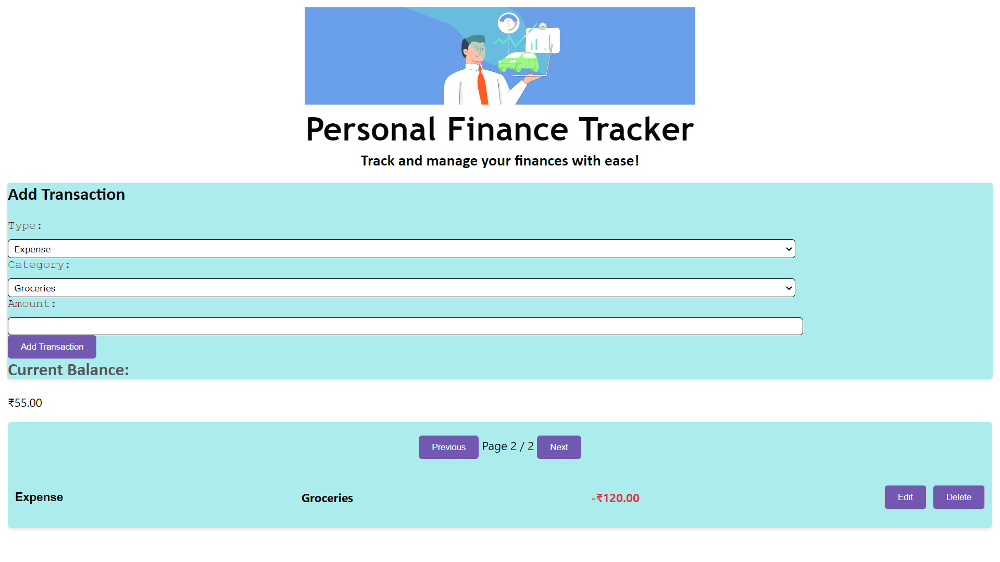 Personal Finance Tracker
Track and manage your finances with ease!
Add Transaction
Type:
Expense
Category:
Groceries
Amount:
Add Transaction
Current Balance:
₹55.00
Previous Page 2 / 2 Next
Expense Groceries -₹120.00 Edit Delete